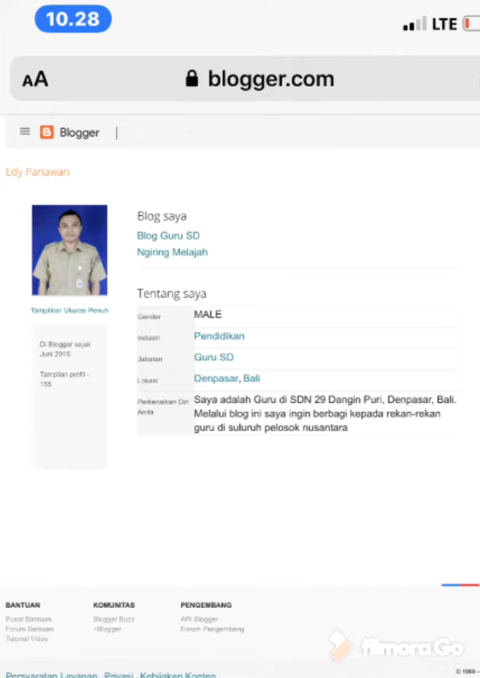 10.28
LTE
AA
blogger.com
Blogger
Edy Pariawan
Blog saya
Blog Guru SD
Ngiring Melajah
Tampilkan Ukuran Penuh
Tentang saya
Gender MALE
Industri Pendidikan
Jabatan Guru SD
Lokasi Denpasar, Bali
Perkenalkan Diri Anda Saya adalah Guru di SDN 29 Dangin Puri, Denpasar, Bali.
Melalui blog ini saya ingin berbagi kepada rekan-rekan
guru di suluruh pelosok nusantara
Di Blogger sejak
Juni 2015
Tampilan profil -
155
BANTUAN
Pusat Bantuan
Forum Bantuan
Tutorial Video
KOMUNITAS
Blogger Buzz
+Blogger
PENGEMBANG
API Blogger
Forum Pengembang
filmoraGo
Persyaratan Layanan Privasi Kebijakan Konten
© 1999 –